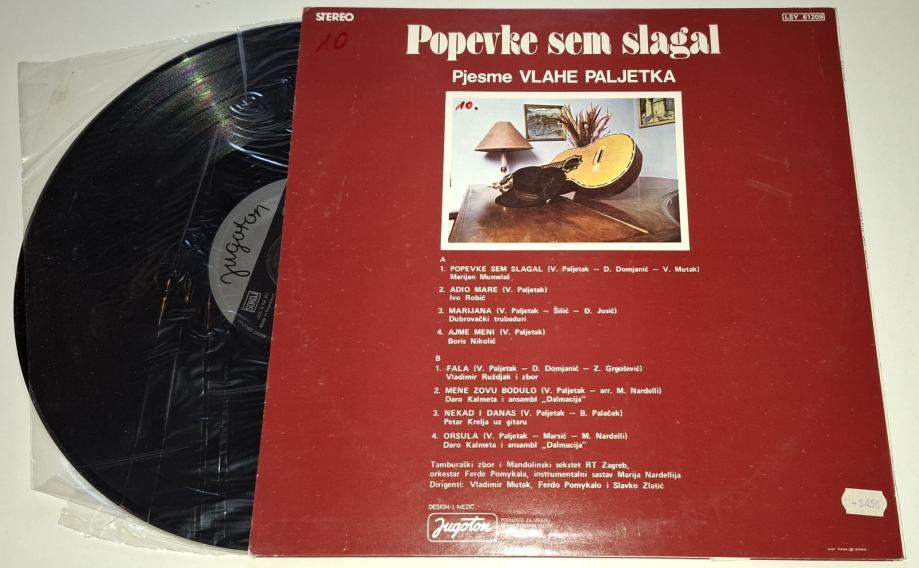 STEREO
LSY 61209
10
Popevke sem slagal
Pjesme VLAHE PALJETKA
10.
A
1. POPEVKE SEM SLAGAL (V. Paljetak — D. Domjanić — V. Mutak)
Marijan Mumelaš
2. ADIO MARE (V. Paljetak)
Ivo Robić
3. MARIJANA (V. Paljetak — Šišić — Đ. Jusić)
Dubrovački trubaduri
4. AJME MENI (V. Paljetak)
Boris Nikolić
B
1. FALA (V. Paljetak — D. Domjanić — Z. Grgošević)
Vladimir Ruždjak i zbor
2. MENE ZOVU BODULO (V. Paljetak — arr. M. Nardelli)
Daro Kalmeta i ansambl „Dalmacija"
3. NEKAD I DANAS (V. Paljetak — B. Palaček)
Petar Krelja uz gitaru
4. ORSULA (V. Paljetak — Marsić — M. Nardelli)
Daro Kalmeta i ansambl „Dalmacija"
Tamburaški zbor i Mandolinski sekstet RT Zagreb,
orkestar Ferde Pomykala, instrumentalni sastav Marija Nardellija
Dirigenti: Vladimir Mutak, Ferdo Pomykalo i Slavko Zlatić
DESIGN: I. IVEZIĆ
Jugoton
PODUZEĆE ZA IZRADU
Jugoton